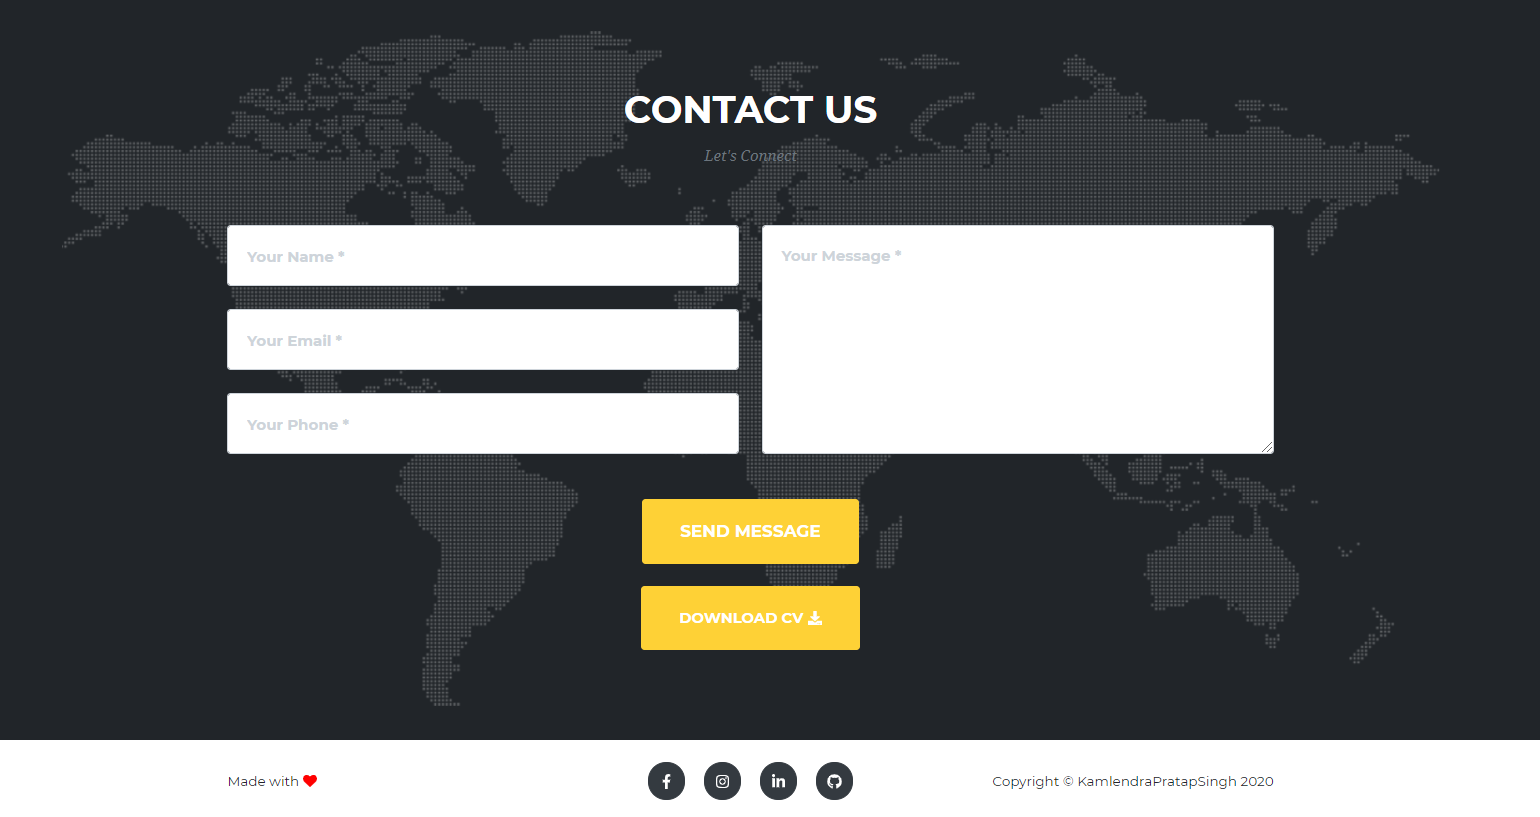 CONTACT US
Let's Connect
Your Name *
Your Email *
Your Phone *
Your Message *
SEND MESSAGE
DOWNLOAD CV
Made with
Copyright © KamlendraPratapSingh 2020